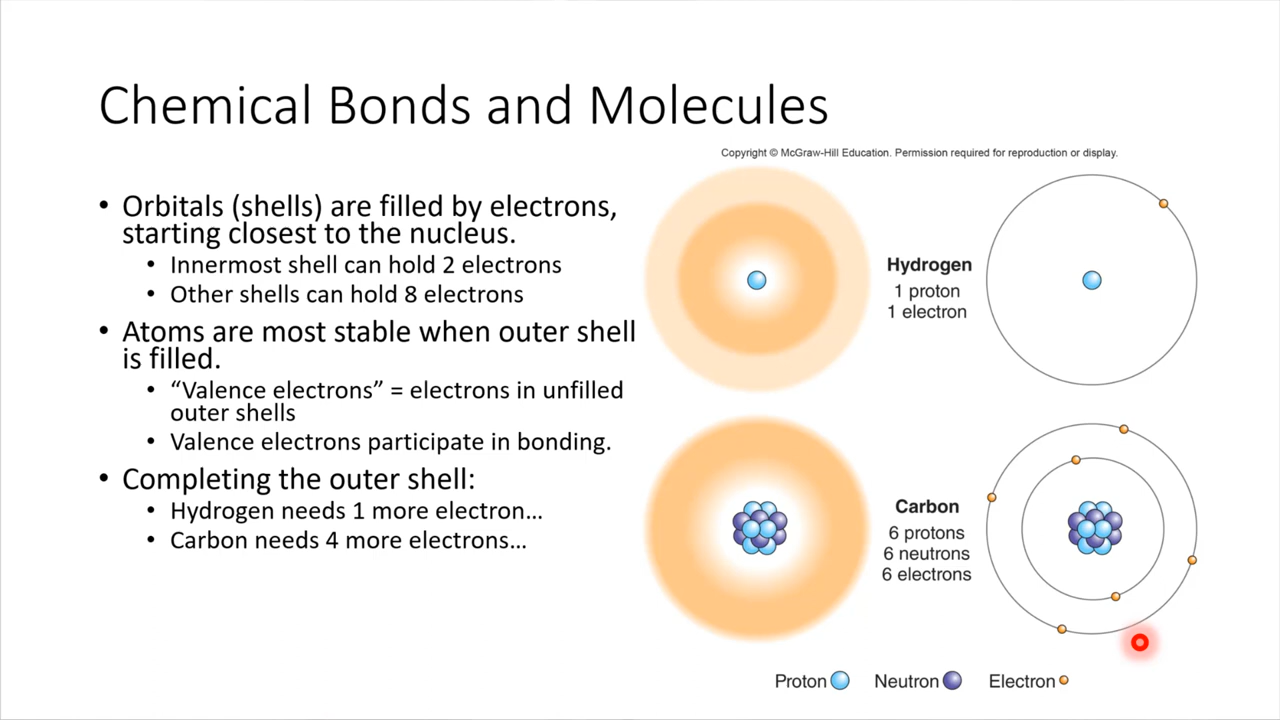 Chemical Bonds and Molecules
Copyright © McGraw-Hill Education. Permission required for reproduction or display.
• Orbitals (shells) are filled by electrons,
starting closest to the nucleus.
• Innermost shell can hold 2 electrons
• Other shells can hold 8 electrons
• Atoms are most stable when outer shell
is filled.
• “Valence electrons” = electrons in unfilled
outer shells
• Valence electrons participate in bonding.
• Completing the outer shell:
• Hydrogen needs 1 more electron…
• Carbon needs 4 more electrons…
Hydrogen
1 proton
1 electron
Carbon
6 protons
6 neutrons
6 electrons
Proton Neutron Electron